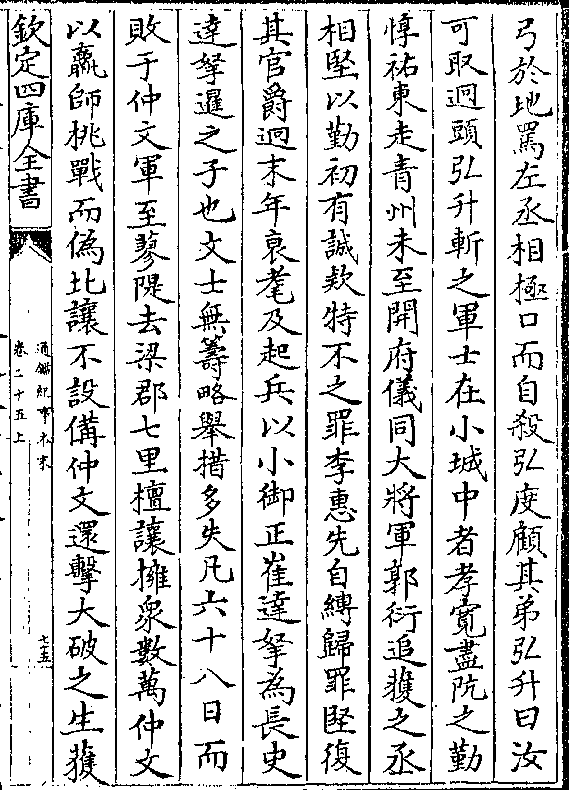 弓於地罵左丞相極口而自殺弘度顧其弟弘升曰汝
可取迥頭弘升斬之軍士在小城中者孝寛盡阬之勤
惇祐東走青州未至開府儀同大將軍郭衍追獲之丞
相堅以勤初有誠欵特不之罪李惠先自縛歸罪堅復
其官爵迥末年衰耄及起兵以小御正崔達拏為長史
達拏暹之子也文士無籌略舉措多失凡六十八日而
敗于仲文軍至蓼隄去梁郡七里檀讓擁衆數萬仲文
以羸師挑戰而偽北讓不設備仲文還擊大破之生獲
欽定四庫全書
通鑑紀事本末
卷二十五上
七五